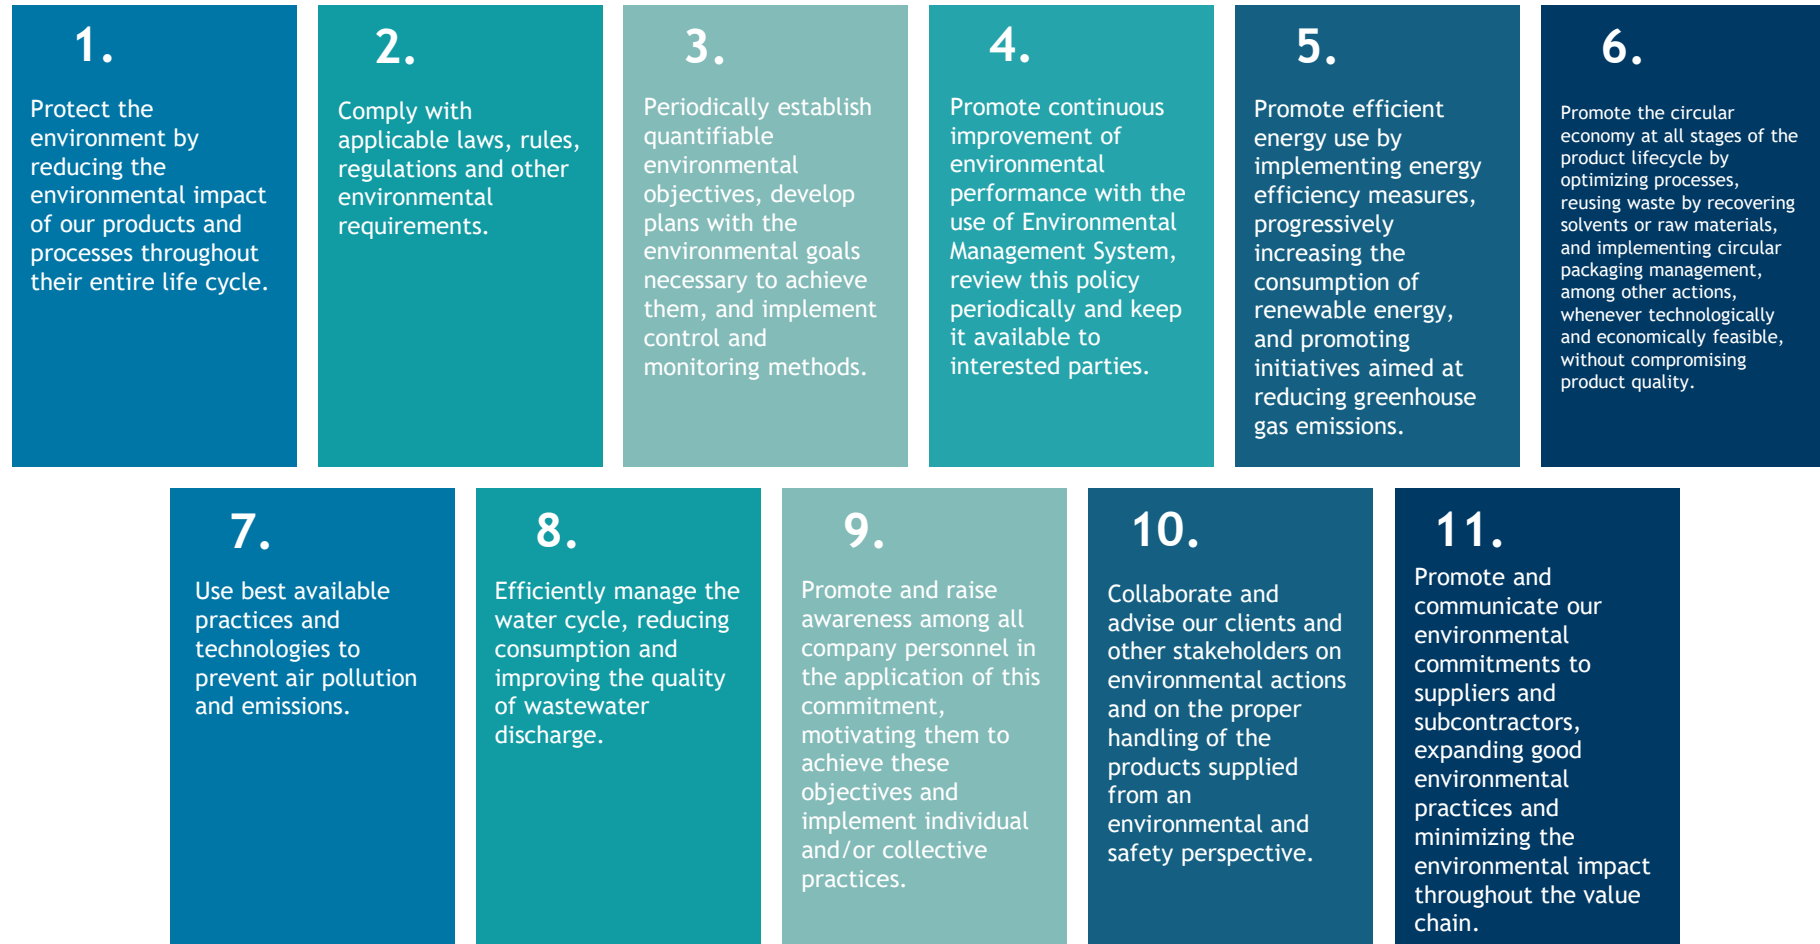 1.
Protect the
environment by
reducing the
environmental impact
of our products and
processes throughout
their entire life cycle.
2.
Comply with
applicable laws, rules,
regulations and other
environmental
requirements.
3.
Periodically establish
quantifiable
environmental
objectives, develop
plans with the
environmental goals
necessary to achieve
them, and implement
control and
monitoring methods.
4.
Promote continuous
improvement of
environmental
performance with the
use of Environmental
Management System,
review this policy
periodically and keep
it available to
interested parties.
5.
Promote efficient
energy use by
implementing energy
efficiency measures,
progressively
increasing the
consumption of
renewable energy,
and promoting
initiatives aimed at
reducing greenhouse
gas emissions.
6.
Promote the circular
economy at all stages of the
product lifecycle by
optimizing processes,
reusing waste by recovering
solvents or raw materials,
and implementing circular
packaging management,
among other actions,
whenever technologically
and economically feasible,
without compromising
product quality.
7.
Use best available
practices and
technologies to
prevent air pollution
and emissions.
8.
Efficiently manage the
water cycle, reducing
consumption and
improving the quality
of wastewater
discharge.
9.
Promote and raise
awareness among all
company personnel in
the application of this
commitment,
motivating them to
achieve these
objectives and
implement individual
and/or collective
practices.
10.
Collaborate and
advise our clients and
other stakeholders on
environmental actions
and on the proper
handling of the
products supplied
from an
environmental and
safety perspective.
11.
Promote and
communicate our
environmental
commitments to
suppliers and
subcontractors,
expanding good
environmental
practices and
minimizing the
environmental impact
throughout the value
chain.